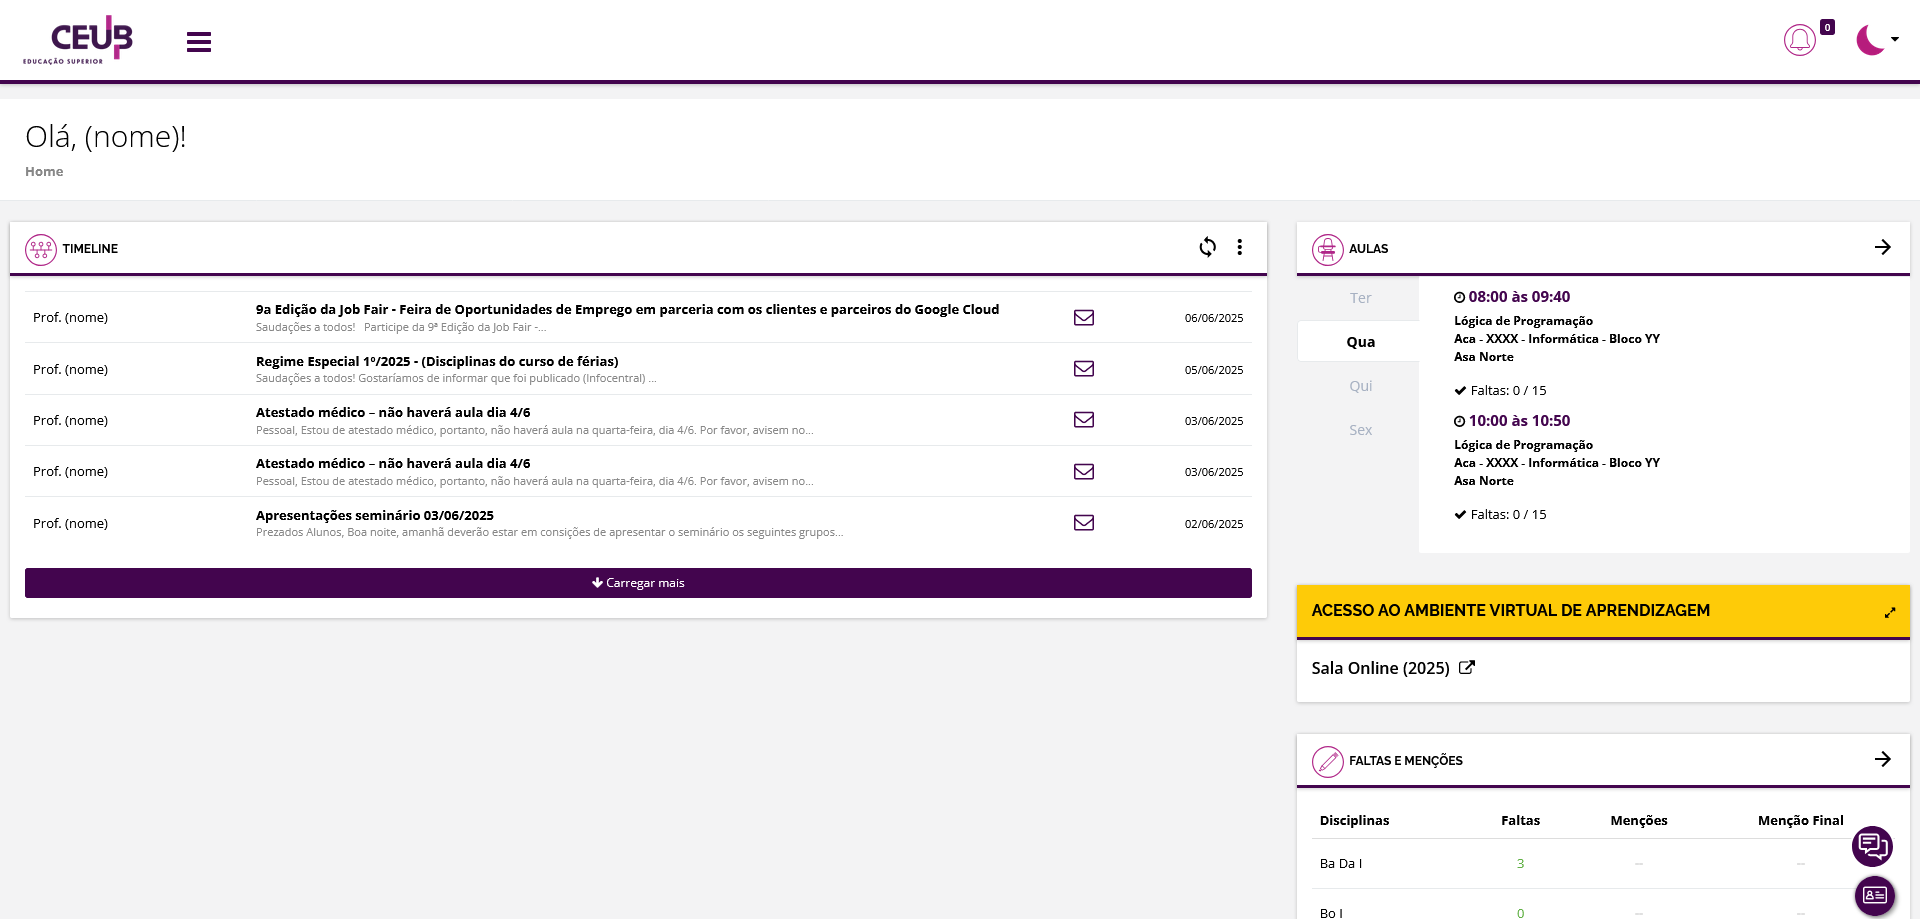 CEUB
EDUCAÇÃO SUPERIOR
0
Olá, (nome)!
Home
TIMELINE
Prof. (nome)
9a Edição da Job Fair - Feira de Oportunidades de Emprego em parceria com os clientes e parceiros do Google Cloud
Saudações a todos!   Participe da 9ª Edição da Job Fair -...
06/06/2025
Prof. (nome)
Regime Especial 1º/2025 - (Disciplinas do curso de férias)
Saudações a todos! Gostaríamos de informar que foi publicado (Infocentral) ...
05/06/2025
Prof. (nome)
Atestado médico – não haverá aula dia 4/6
Pessoal, Estou de atestado médico, portanto, não haverá aula na quarta-feira, dia 4/6. Por favor, avisem no...
03/06/2025
Prof. (nome)
Atestado médico – não haverá aula dia 4/6
Pessoal, Estou de atestado médico, portanto, não haverá aula na quarta-feira, dia 4/6. Por favor, avisem no...
03/06/2025
Prof. (nome)
Apresentações seminário 03/06/2025
Prezados Alunos, Boa noite, amanhã deverão estar em consições de apresentar o seminário os seguintes grupos...
02/06/2025
Carregar mais
AULAS
Ter
Qua
Qui
Sex
08:00 às 09:40
Lógica de Programação
Aca - XXXX - Informática - Bloco YY
Asa Norte
Faltas: 0 / 15
10:00 às 10:50
Lógica de Programação
Aca - XXXX - Informática - Bloco YY
Asa Norte
Faltas: 0 / 15
ACESSO AO AMBIENTE VIRTUAL DE APRENDIZAGEM
Sala Online (2025)
FALTAS E MENÇÕES
Disciplinas Faltas Menções Menção Final
Ba Da I 3 -- --
Bo I 0 -- --